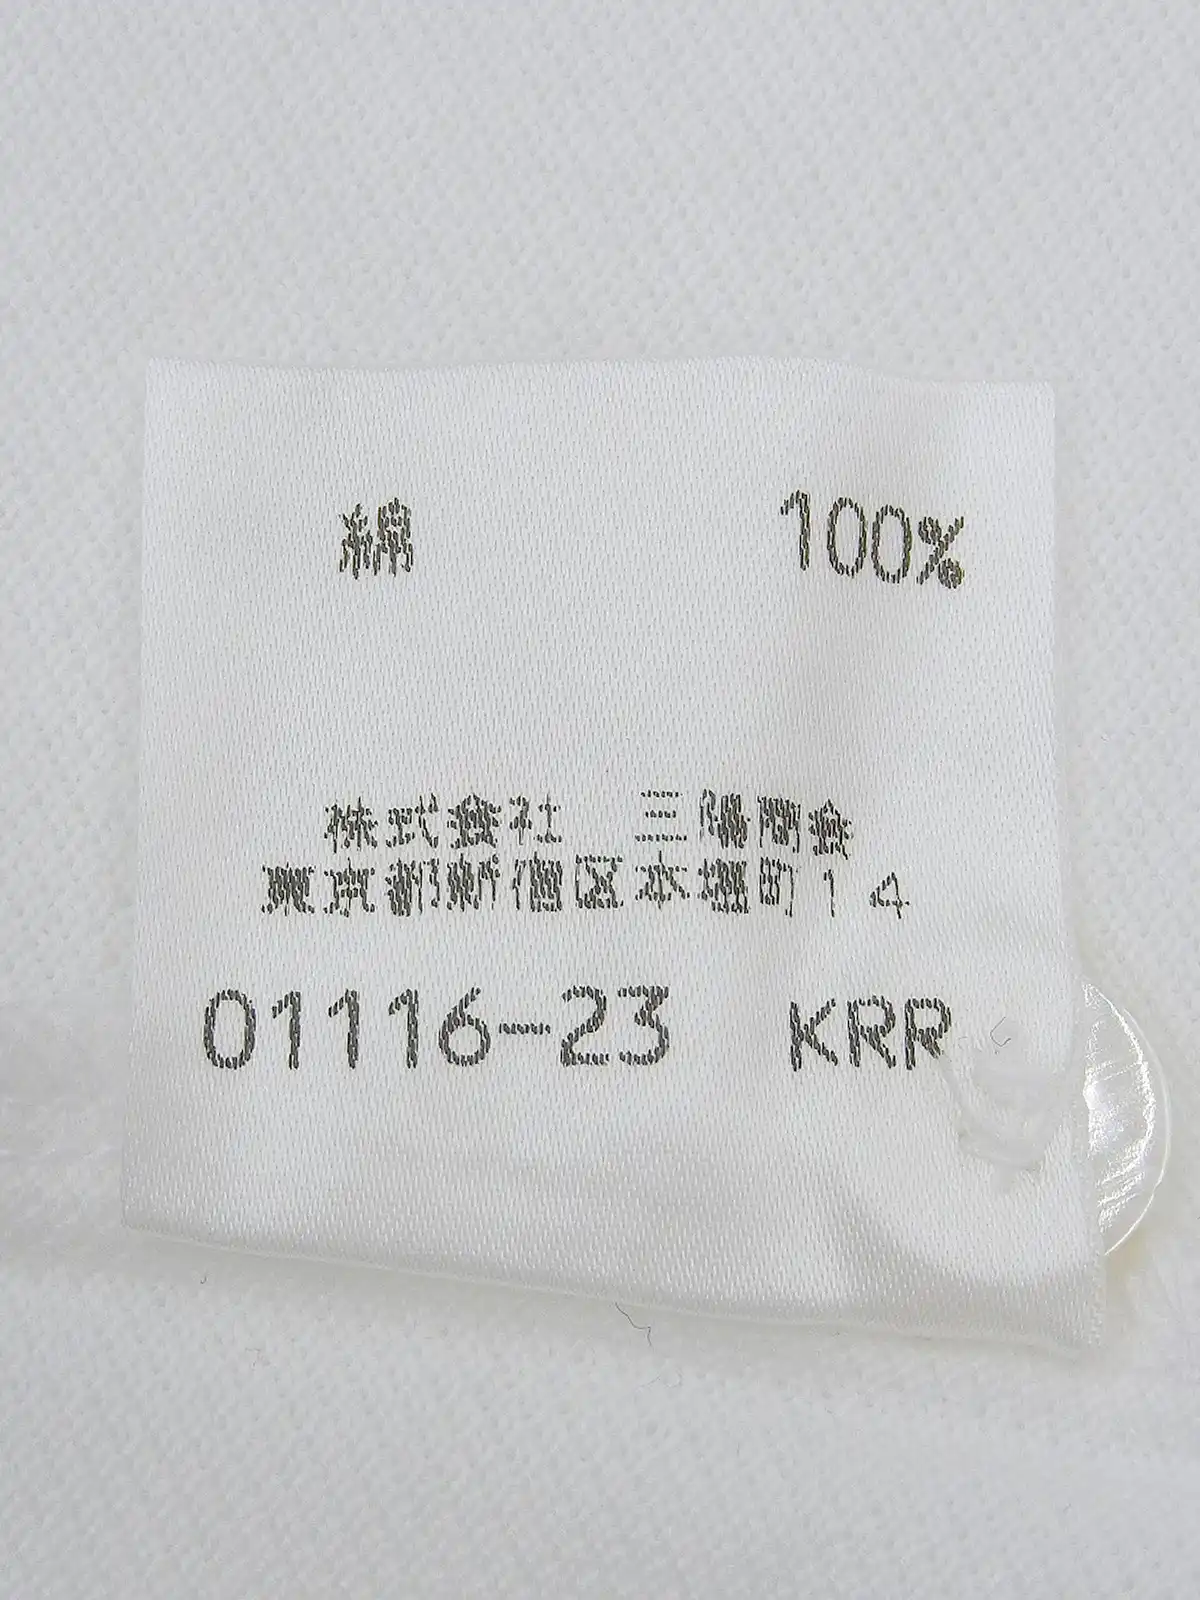 綿 100%
株式会社 三陽商会
東京都新宿区本塩町14
01116-23 KRR